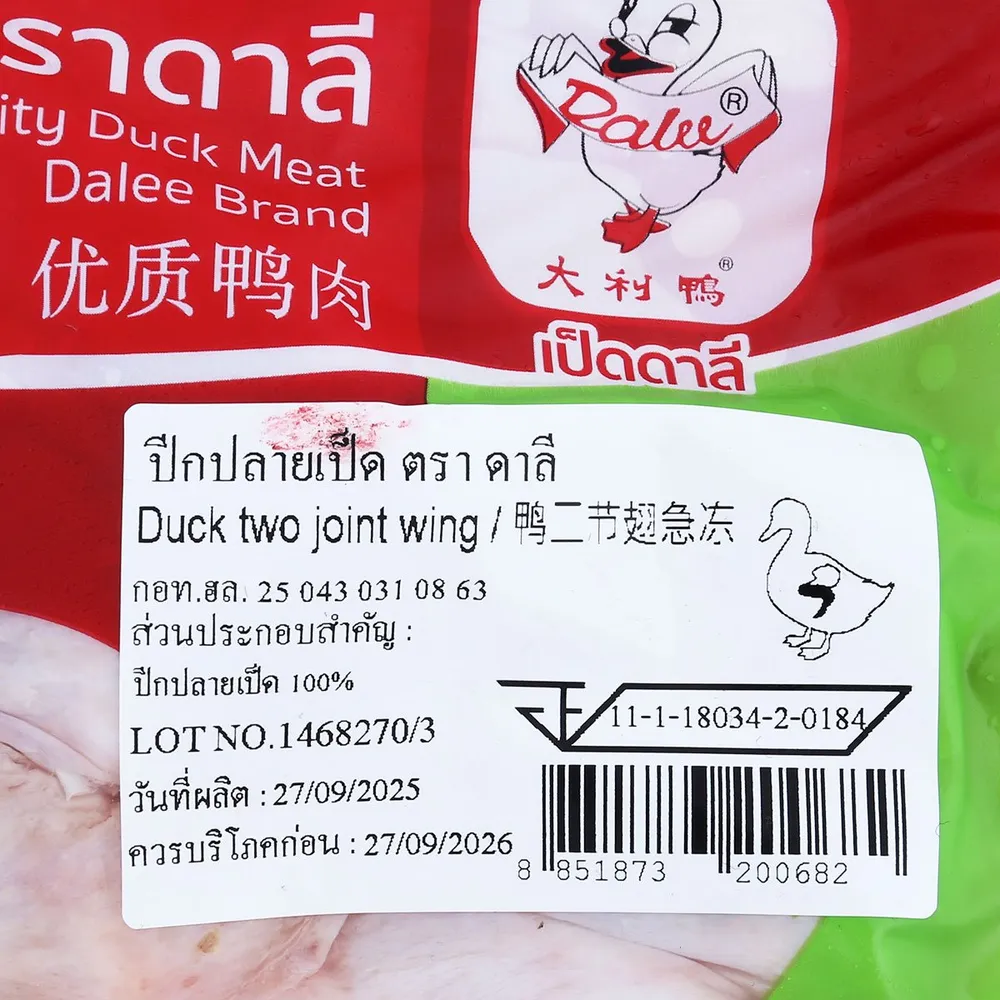 ราดาลี
ity Duck Meat
Dalee Brand
优质鸭肉
Dalee ®
大利鴨®
เป็ดดาลี
ปีกปลายเป็ด ตรา ดาลี
Duck two joint wing / 鸭二节翅急冻
กอท.ฮล. 25 043 031 08 63
ส่วนประกอบสำคัญ :
ปีกปลายเป็ด 100%
LOT NO.1468270/3
11-1-18034-2-0184
วันที่ผลิต : 27/09/2025
ควรบริโภคก่อน : 27/09/2026
8 851873 200682